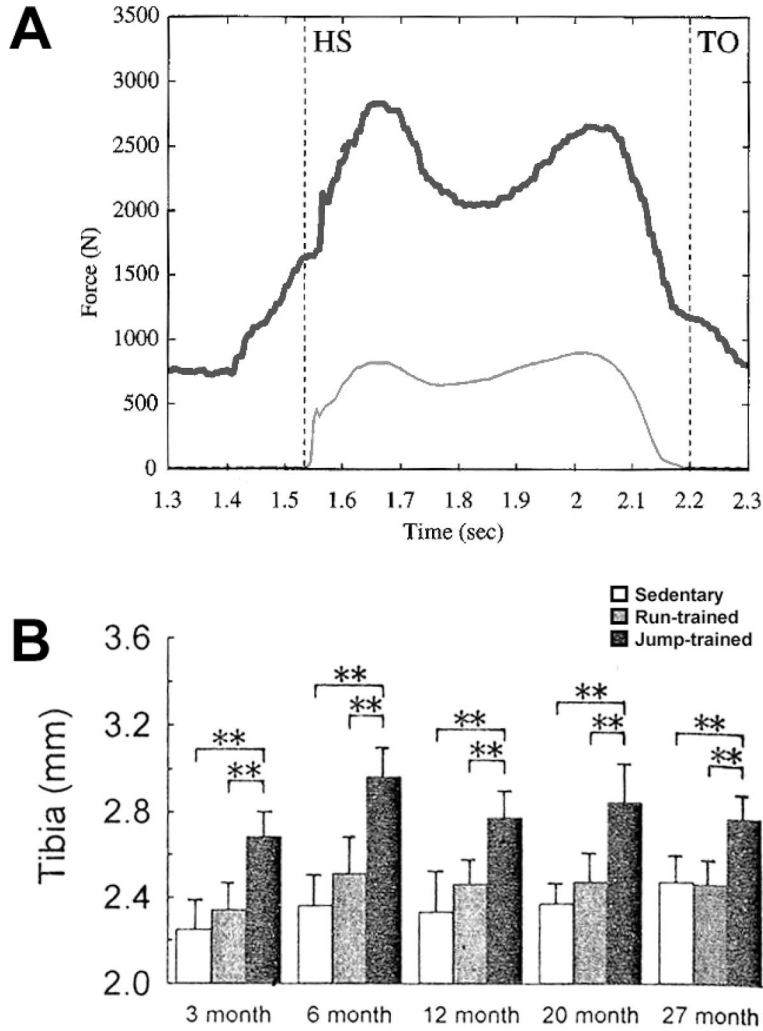 A
3500
3000
2500
2000
1500
1000
500
0
Force (N)
HS
TO
1.3 1.4 1.5 1.6 1.7 1.8 1.9 2 2.1 2.2 2.3
Time (sec)
B
Sedentary
Run-trained
Jump-trained
3.6
3.2
2.8
2.4
2.0
Tibia (mm)
** ** ** ** **
** ** ** ** **
3 month 6 month 12 month 20 month 27 month